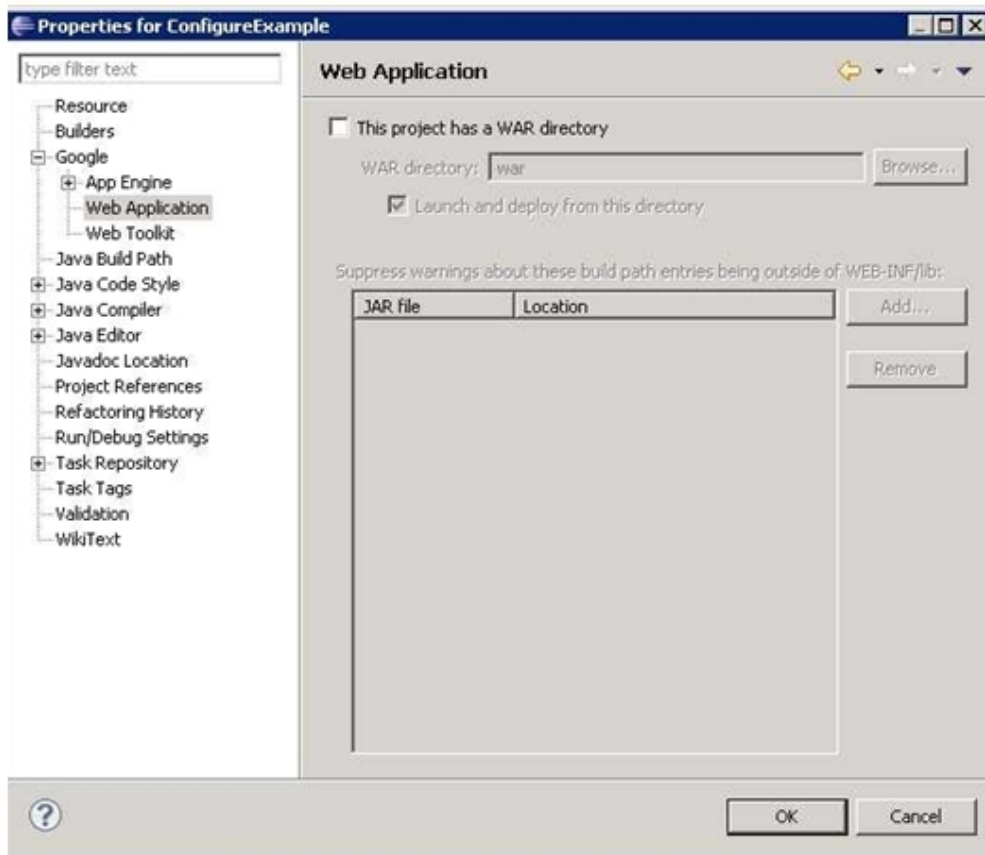 Properties for ConfigureExample
type filter text
Resource
Builders
Google
App Engine
Web Application
Web Toolkit
Java Build Path
Java Code Style
Java Compiler
Java Editor
Javadoc Location
Project References
Refactoring History
Run/Debug Settings
Task Repository
Task Tags
Validation
WikiText
Web Application
This project has a WAR directory
WAR directory: war Browse...
Launch and deploy from this directory
Suppress warnings about these build path entries being outside of WEB-INF/lib:
JAR file Location Add...
Remove
? OK Cancel